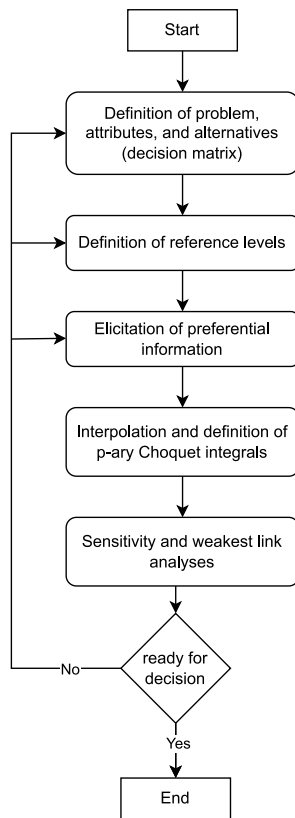 Start
Definition of problem,
attributes, and alternatives
(decision matrix)
Definition of reference levels
Elicitation of preferential
information
Interpolation and definition of
p-ary Choquet integrals
Sensitivity and weakest link
analyses
ready for
decision
No
Yes
End